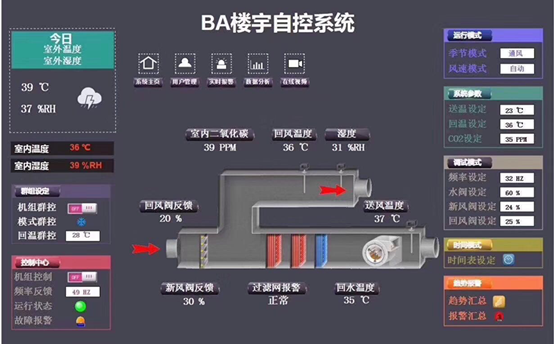 BA楼宇自控系统
今日
室外温度
室外湿度
39 ℃
37 %RH
系统主页
用户管理
实时报警
数据分析
在线视频
室内温度 36 ℃
室内湿度 39 %RH
群组设定
机组群控 OFF
模式群控
回温群控 28 ℃
控制中心
机组控制 OFF
频率反馈 49 HZ
运行状态
故障报警
室内二氧化碳
39 PPM
回风温度
36 ℃
湿度
31 %RH
回风阀反馈
20 %
送风温度
37 ℃
新风阀反馈
30 %
过滤网报警
正常
回水温度
35 ℃
运行模式
季节模式 通风
风速模式 自动
系统参数
送温设定 23 ℃
回温设定 36 ℃
CO2设定 35 PPM
调试模式
频率设定 32 HZ
水阀设定 60 %
新风阀设定 24 %
回风阀设定 25 %
时间模式
时间表设定
趋势报警
趋势汇总
报警汇总